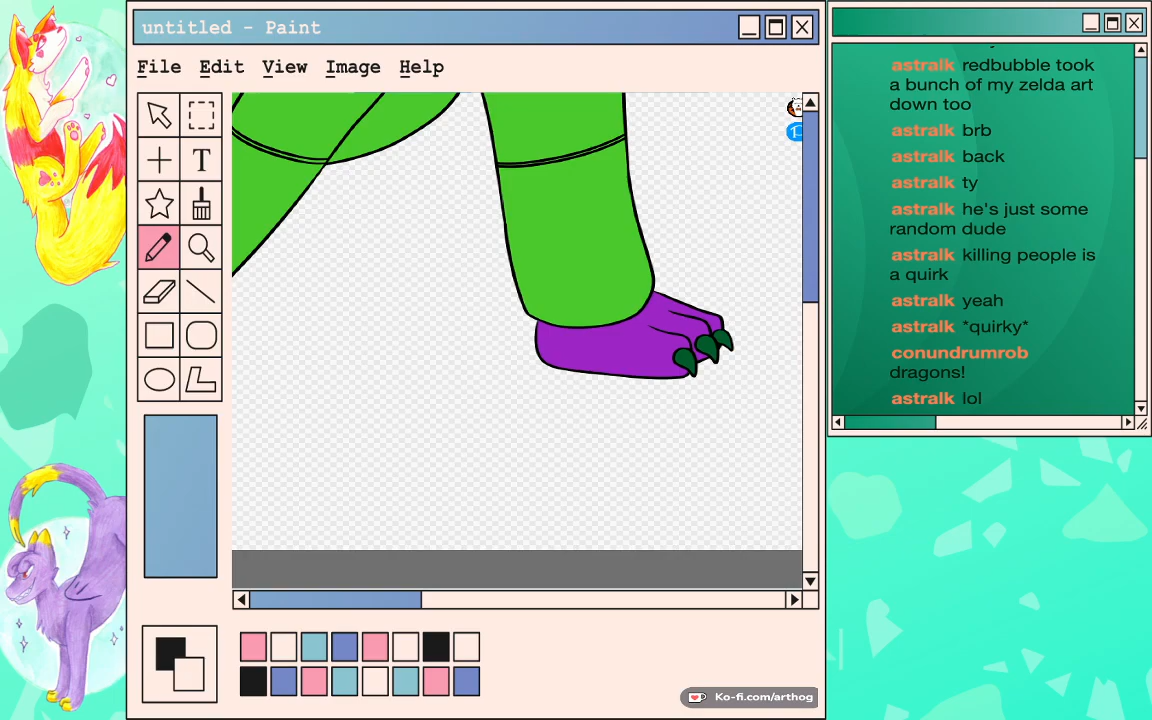 untitled - Paint
File Edit View Image Help
T
Ko-fi.com/arthog
astralk redbubble took
a bunch of my zelda art
down too
astralk brb
astralk back
astralk ty
astralk he's just some
random dude
astralk killing people is
a quirk
astralk yeah
astralk *quirky*
conundrumrob
dragons!
astralk lol